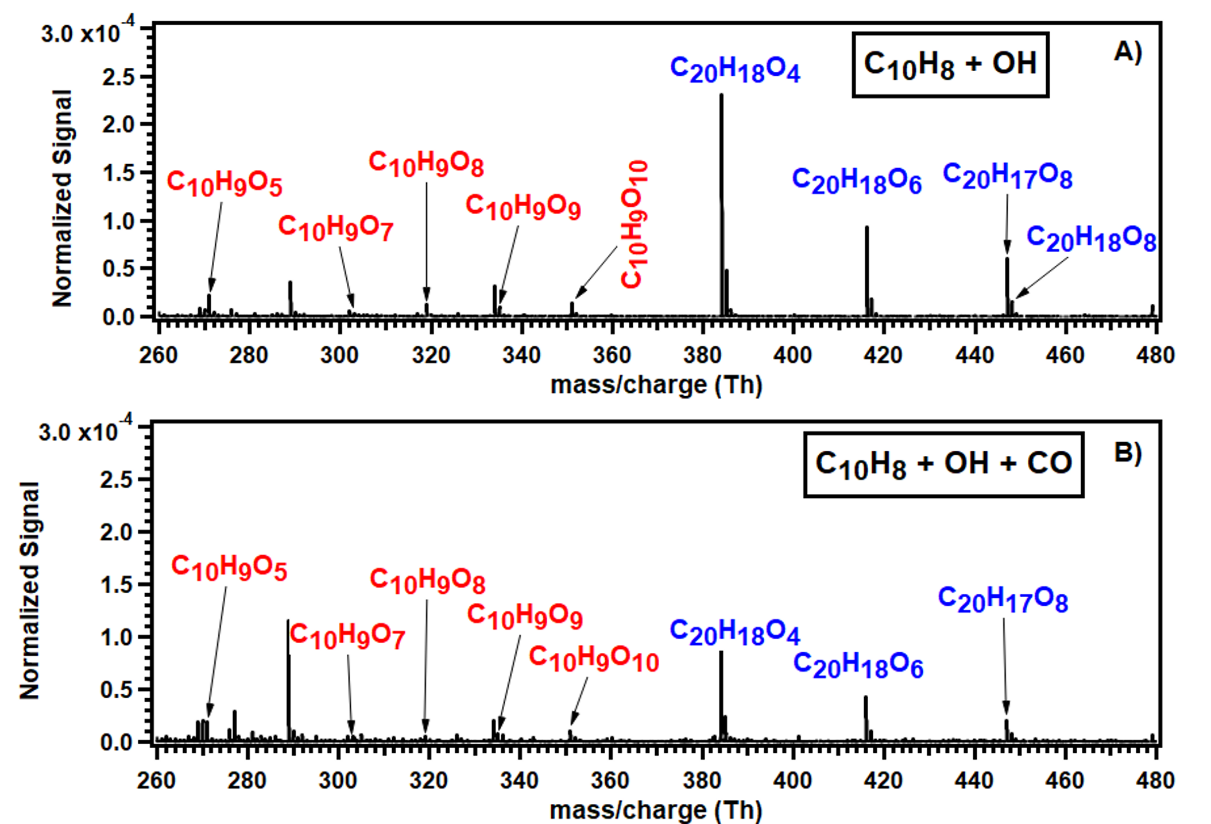 3.0 x10⁻⁴
A)
C₁₀H₈ + OH
C₂₀H₁₈O₄
2.5
2.0
C₁₀H₉O₈
C₁₀H₉O₅
C₂₀H₁₈O₆
C₂₀H₁₇O₈
1.5
C₁₀H₉O₉
C₁₀H₉O₁₀
C₁₀H₉O₇
C₂₀H₁₈O₈
1.0
0.5
0.0
Normalized Signal
260 280 300 320 340 360 380 400 420 440 460 480
mass/charge (Th)
3.0 x10⁻⁴
B)
C₁₀H₈ + OH + CO
2.5
2.0
C₁₀H₉O₅
C₁₀H₉O₈
C₂₀H₁₇O₈
1.5
C₁₀H₉O₉
C₁₀H₉O₇
C₂₀H₁₈O₄
1.0
C₁₀H₉O₁₀
C₂₀H₁₈O₆
0.5
0.0
Normalized Signal
260 280 300 320 340 360 380 400 420 440 460 480
mass/charge (Th)